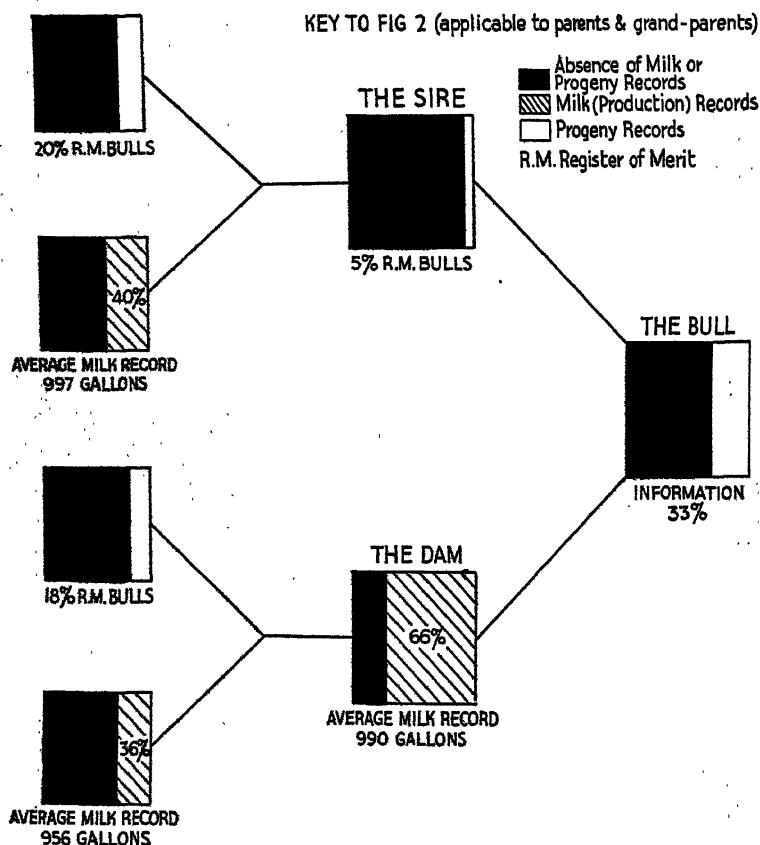 KEY TO FIG 2 (applicable to parents & grand-parents)
Absence of Milk or
Progeny Records
Milk (Production) Records
Progeny Records
R.M. Register of Merit
20% R.M. BULLS
THE SIRE
5% R.M. BULLS
40%
AVERAGE MILK RECORD
997 GALLONS
THE BULL
INFORMATION
33%
18% R.M. BULLS
THE DAM
66%
AVERAGE MILK RECORD
990 GALLONS
36%
AVERAGE MILK RECORD
956 GALLONS